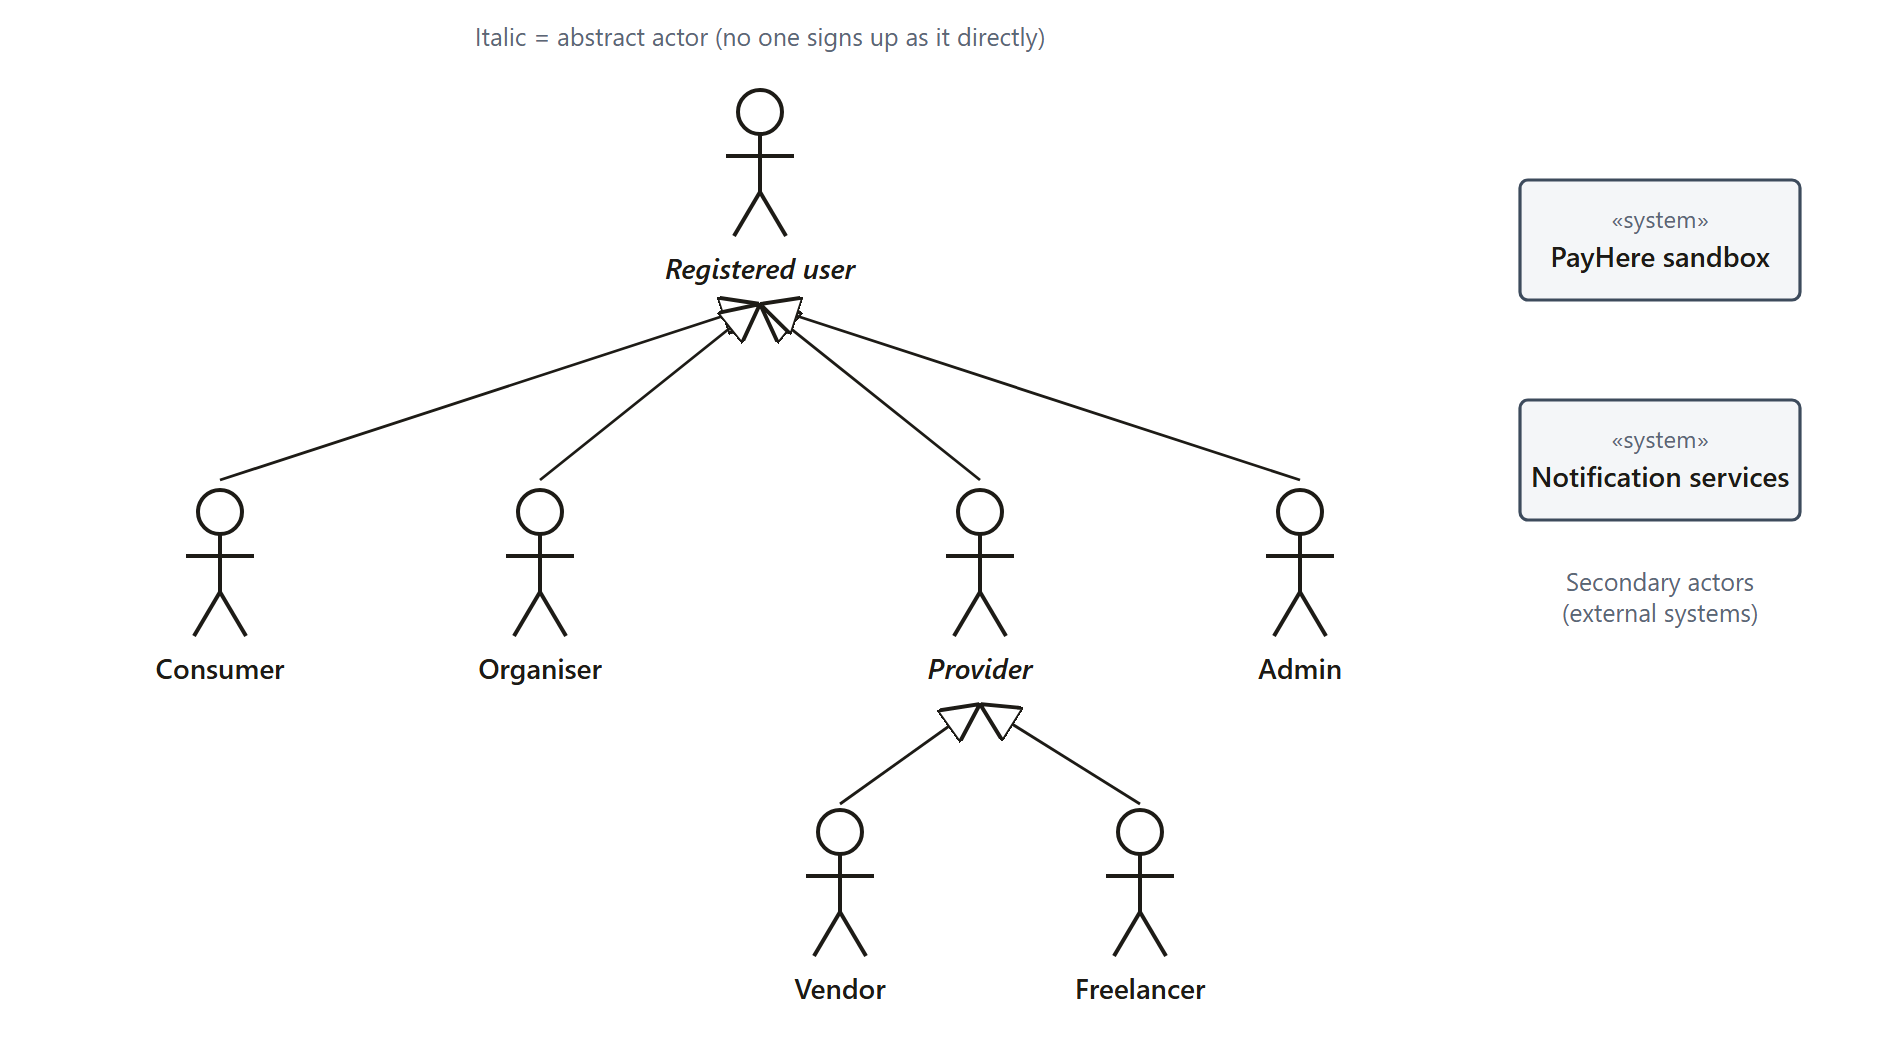 Italic = abstract actor (no one signs up as it directly)
Registered user
«system»
PayHere sandbox
«system»
Notification services
Secondary actors
(external systems)
Consumer
Organiser
Provider
Admin
Vendor
Freelancer